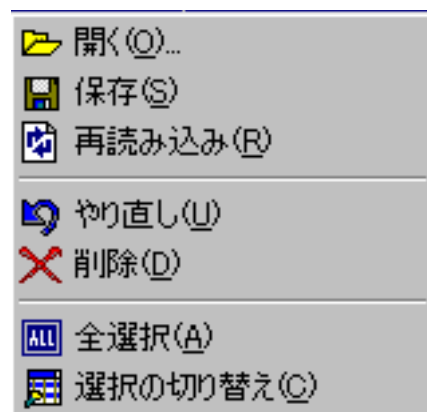 開く(O)...
保存(S)
再読み込み(R)
やり直し(U)
削除(D)
ALL 全選択(A)
選択の切り替え(C)